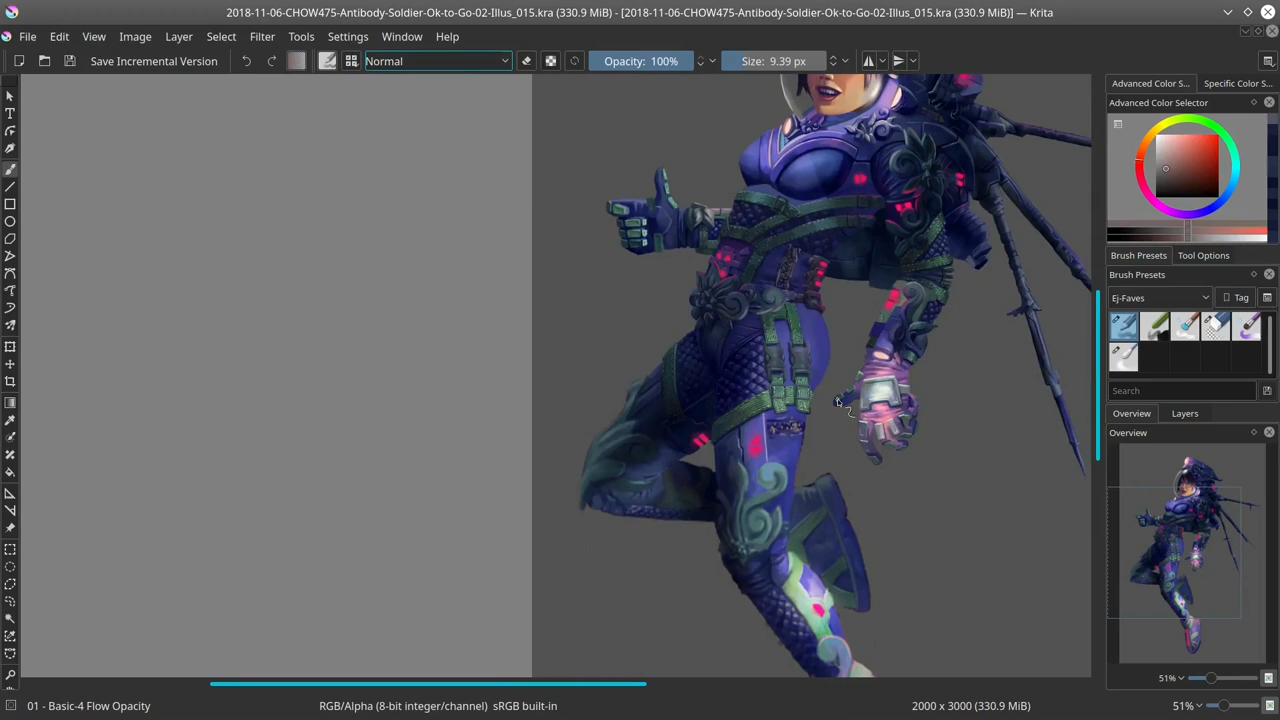 2018-11-06-CHOW475-Antibody-Soldier-Ok-to-Go-02-Illus_015.kra (330.9 MiB) - [2018-11-06-CHOW475-Antibody-Soldier-Ok-to-Go-02-Illus_015.kra (330.9 MiB)] — Krita
File Edit View Image Layer Select Filter Tools Settings Window Help
Save Incremental Version Normal Opacity: 100% Size: 9.39 px
Advanced Color S... Specific Color S...
Advanced Color Selector
Brush Presets Tool Options
Brush Presets
Ej-Faves Tag
Search
Overview Layers
Overview
51%
01 - Basic-4 Flow Opacity RGB/Alpha (8-bit integer/channel) sRGB built-in 2000 x 3000 (330.9 MiB) 51%